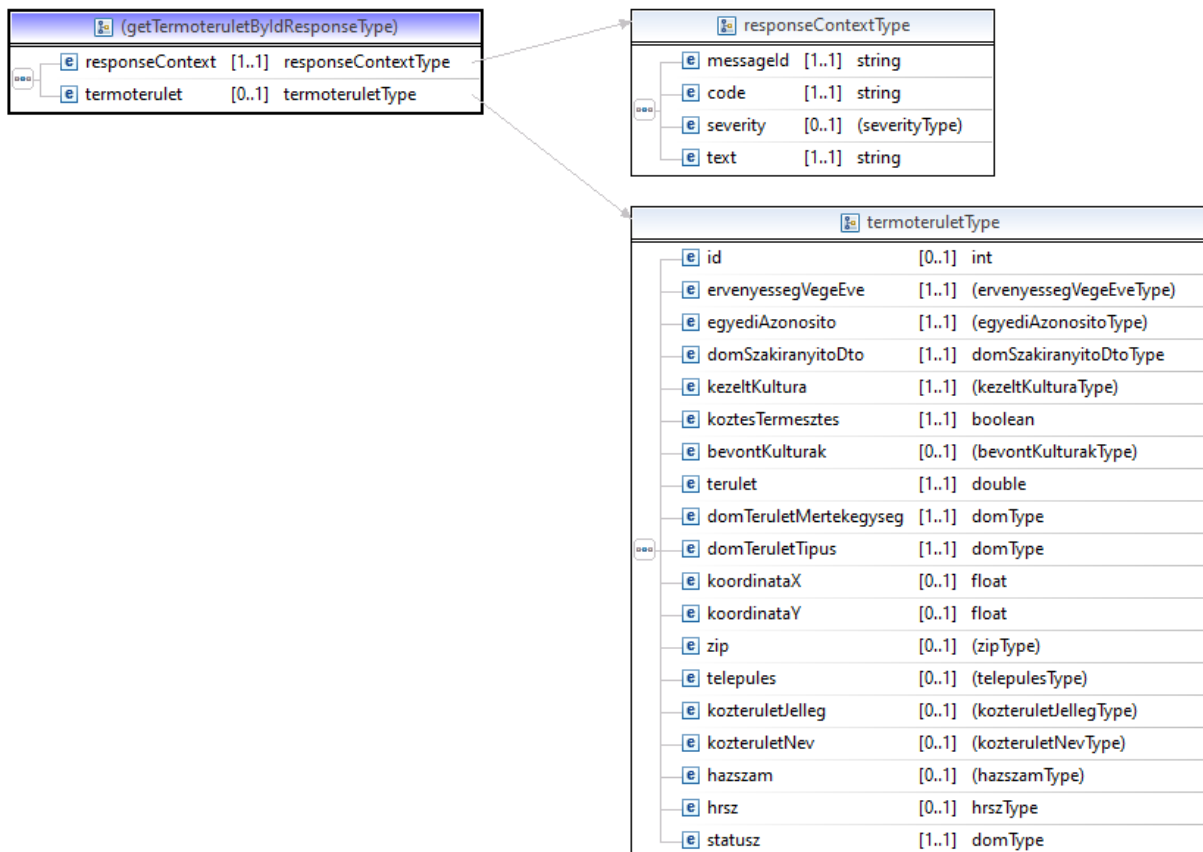 (getTermoteruletByIdResponseType)
e responseContext [1..1] responseContextType
e termoterulet [0..1] termoteruletType
responseContextType
e messageId [1..1] string
e code [1..1] string
e severity [0..1] (severityType)
e text [1..1] string
termoteruletType
e id [0..1] int
e ervenyessegVegeEve [1..1] (ervenyessegVegeEveType)
e egyediAzonosito [1..1] (egyediAzonositoType)
e domSzakiranyitoDto [1..1] domSzakiranyitoDtoType
e kezeltKultura [1..1] (kezeltKulturaType)
e koztesTermesztes [1..1] boolean
e bevontKulturak [0..1] (bevontKulturakType)
e terulet [1..1] double
e domTeruletMertekegyseg [1..1] domType
e domTeruletTipus [1..1] domType
e koordinataX [0..1] float
e koordinataY [0..1] float
e zip [0..1] (zipType)
e telepules [0..1] (telepulesType)
e kozteruletJelleg [0..1] (kozteruletJellegType)
e kozteruletNev [0..1] (kozteruletNevType)
e hazszam [0..1] (hazszamType)
e hrsz [0..1] hrszType
e statusz [1..1] domType